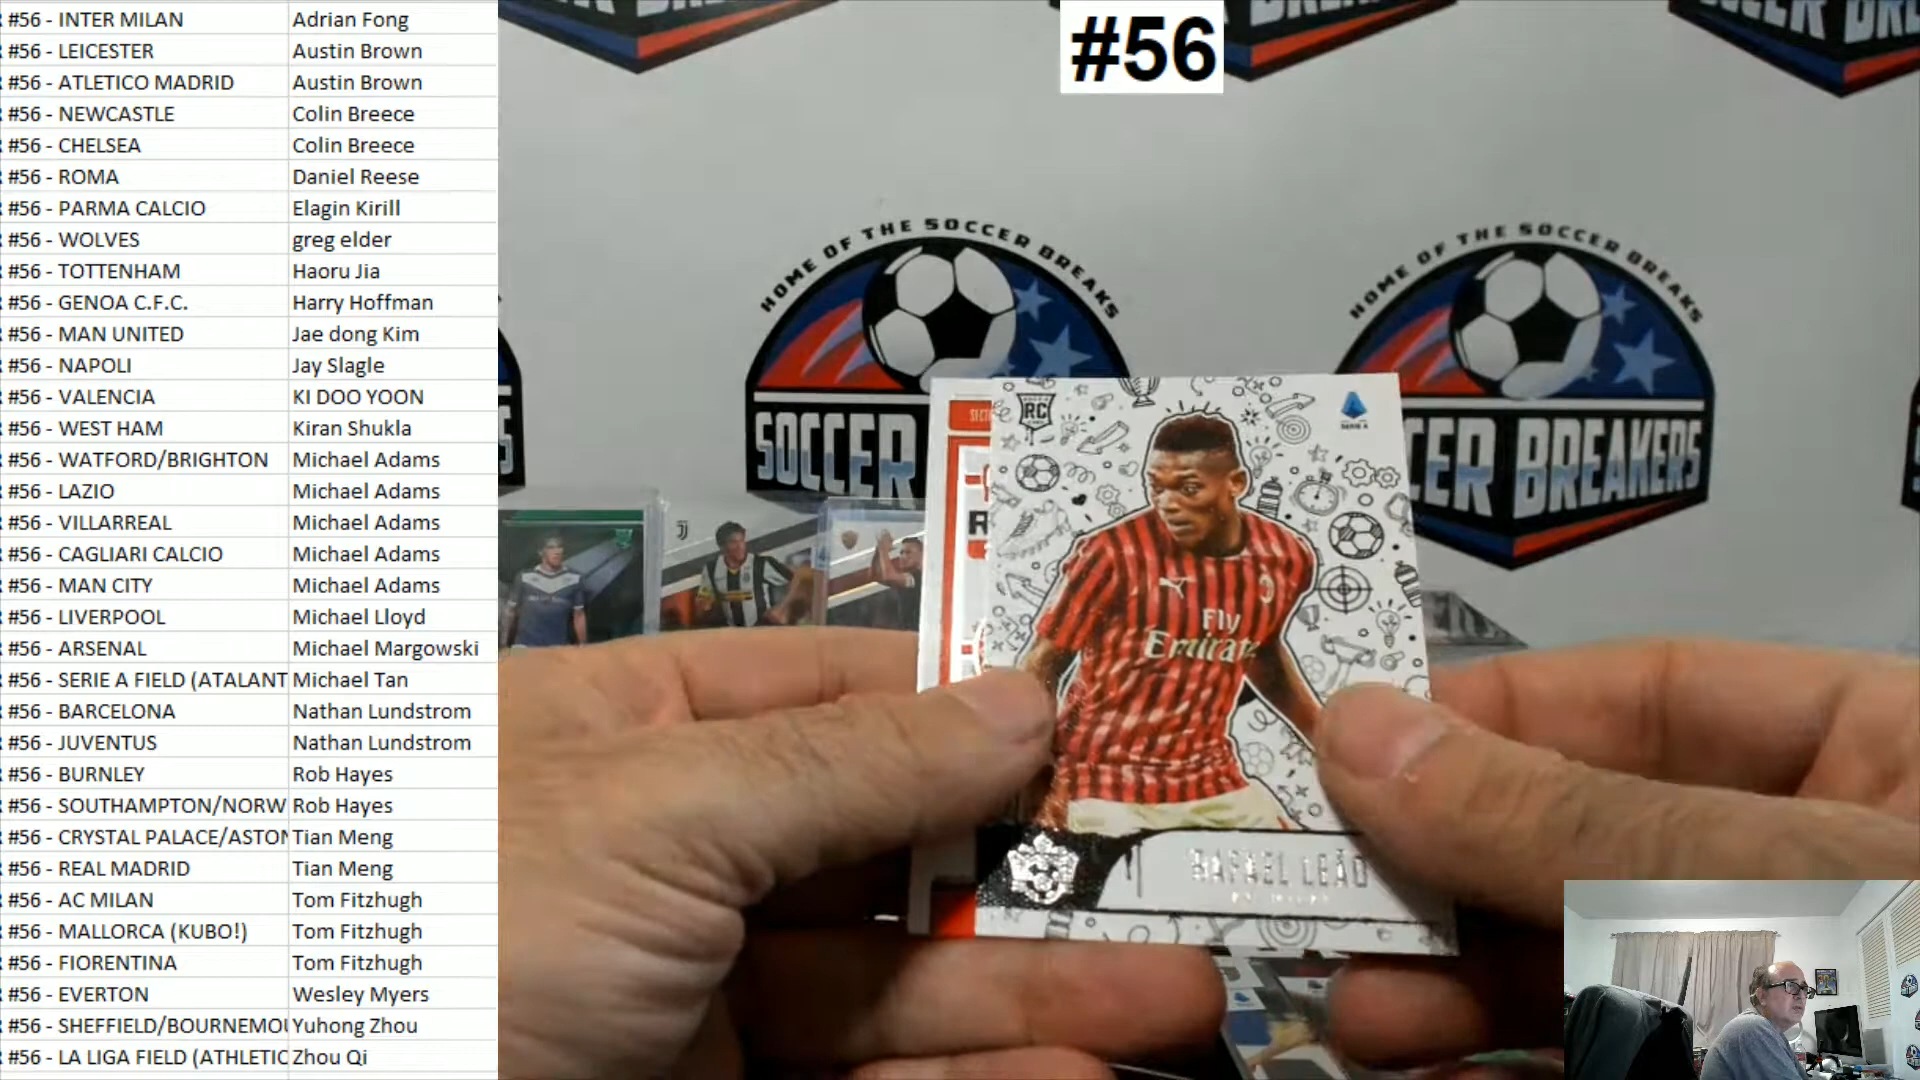 #56 - INTER MILAN Adrian Fong
#56 - LEICESTER Austin Brown
#56 - ATLETICO MADRID Austin Brown
#56 - NEWCASTLE Colin Breece
#56 - CHELSEA Colin Breece
#56 - ROMA Daniel Reese
#56 - PARMA CALCIO Elagin Kirill
#56 - WOLVES greg elder
#56 - TOTTENHAM Haoru Jia
#56 - GENOA C.F.C. Harry Hoffman
#56 - MAN UNITED Jae dong Kim
#56 - NAPOLI Jay Slagle
#56 - VALENCIA KI DOO YOON
#56 - WEST HAM Kiran Shukla
#56 - WATFORD/BRIGHTON Michael Adams
#56 - LAZIO Michael Adams
#56 - VILLARREAL Michael Adams
#56 - CAGLIARI CALCIO Michael Adams
#56 - MAN CITY Michael Adams
#56 - LIVERPOOL Michael Lloyd
#56 - ARSENAL Michael Margowski
#56 - SERIE A FIELD (ATALANT Michael Tan
#56 - BARCELONA Nathan Lundstrom
#56 - JUVENTUS Nathan Lundstrom
#56 - BURNLEY Rob Hayes
#56 - SOUTHAMPTON/NORW Rob Hayes
#56 - CRYSTAL PALACE/ASTON Tian Meng
#56 - REAL MADRID Tian Meng
#56 - AC MILAN Tom Fitzhugh
#56 - MALLORCA (KUBO!) Tom Fitzhugh
#56 - FIORENTINA Tom Fitzhugh
#56 - EVERTON Wesley Myers
#56 - SHEFFIELD/BOURNEMOU Yuhong Zhou
#56 - LA LIGA FIELD (ATHLETIC Zhou Qi
#56
HOME OF THE SOCCER BREAKS
SOCCER
HOME OF THE SOCCER BREAKS
CER BREAKERS
RC
SERIE A
Fly
Emirate
RAFAEL LEÃO